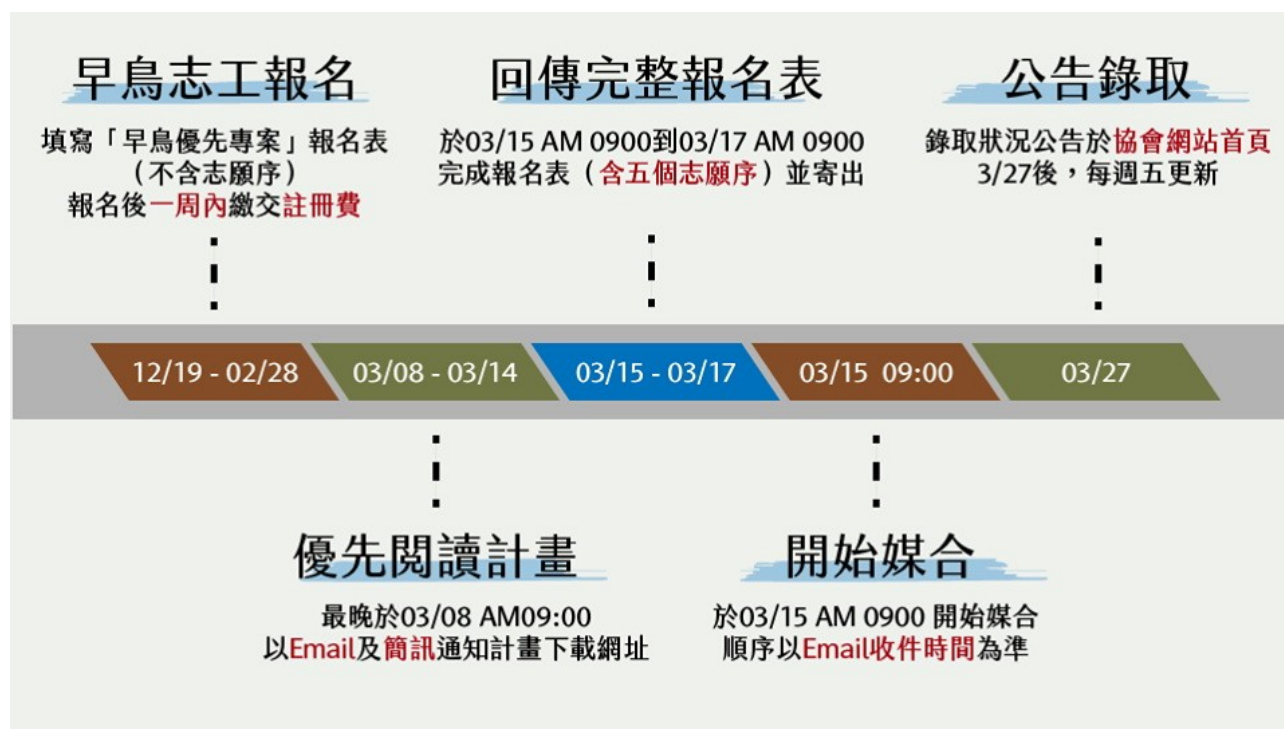 早鳥志工報名
填寫「早鳥優先專案」報名表
（不含志願序）
報名後一周內繳交註冊費
回傳完整報名表
於03/15 AM 0900到03/17 AM 0900
完成報名表（含五個志願序）並寄出
公告錄取
錄取狀況公告於協會網站首頁
3/27後，每週五更新
12/19 - 02/28
03/08 - 03/14
03/15 - 03/17
03/15 09:00
03/27
優先閱讀計畫
最晚於03/08 AM09:00
以Email及簡訊通知計畫下載網址
開始媒合
於03/15 AM 0900 開始媒合
順序以Email收件時間為準